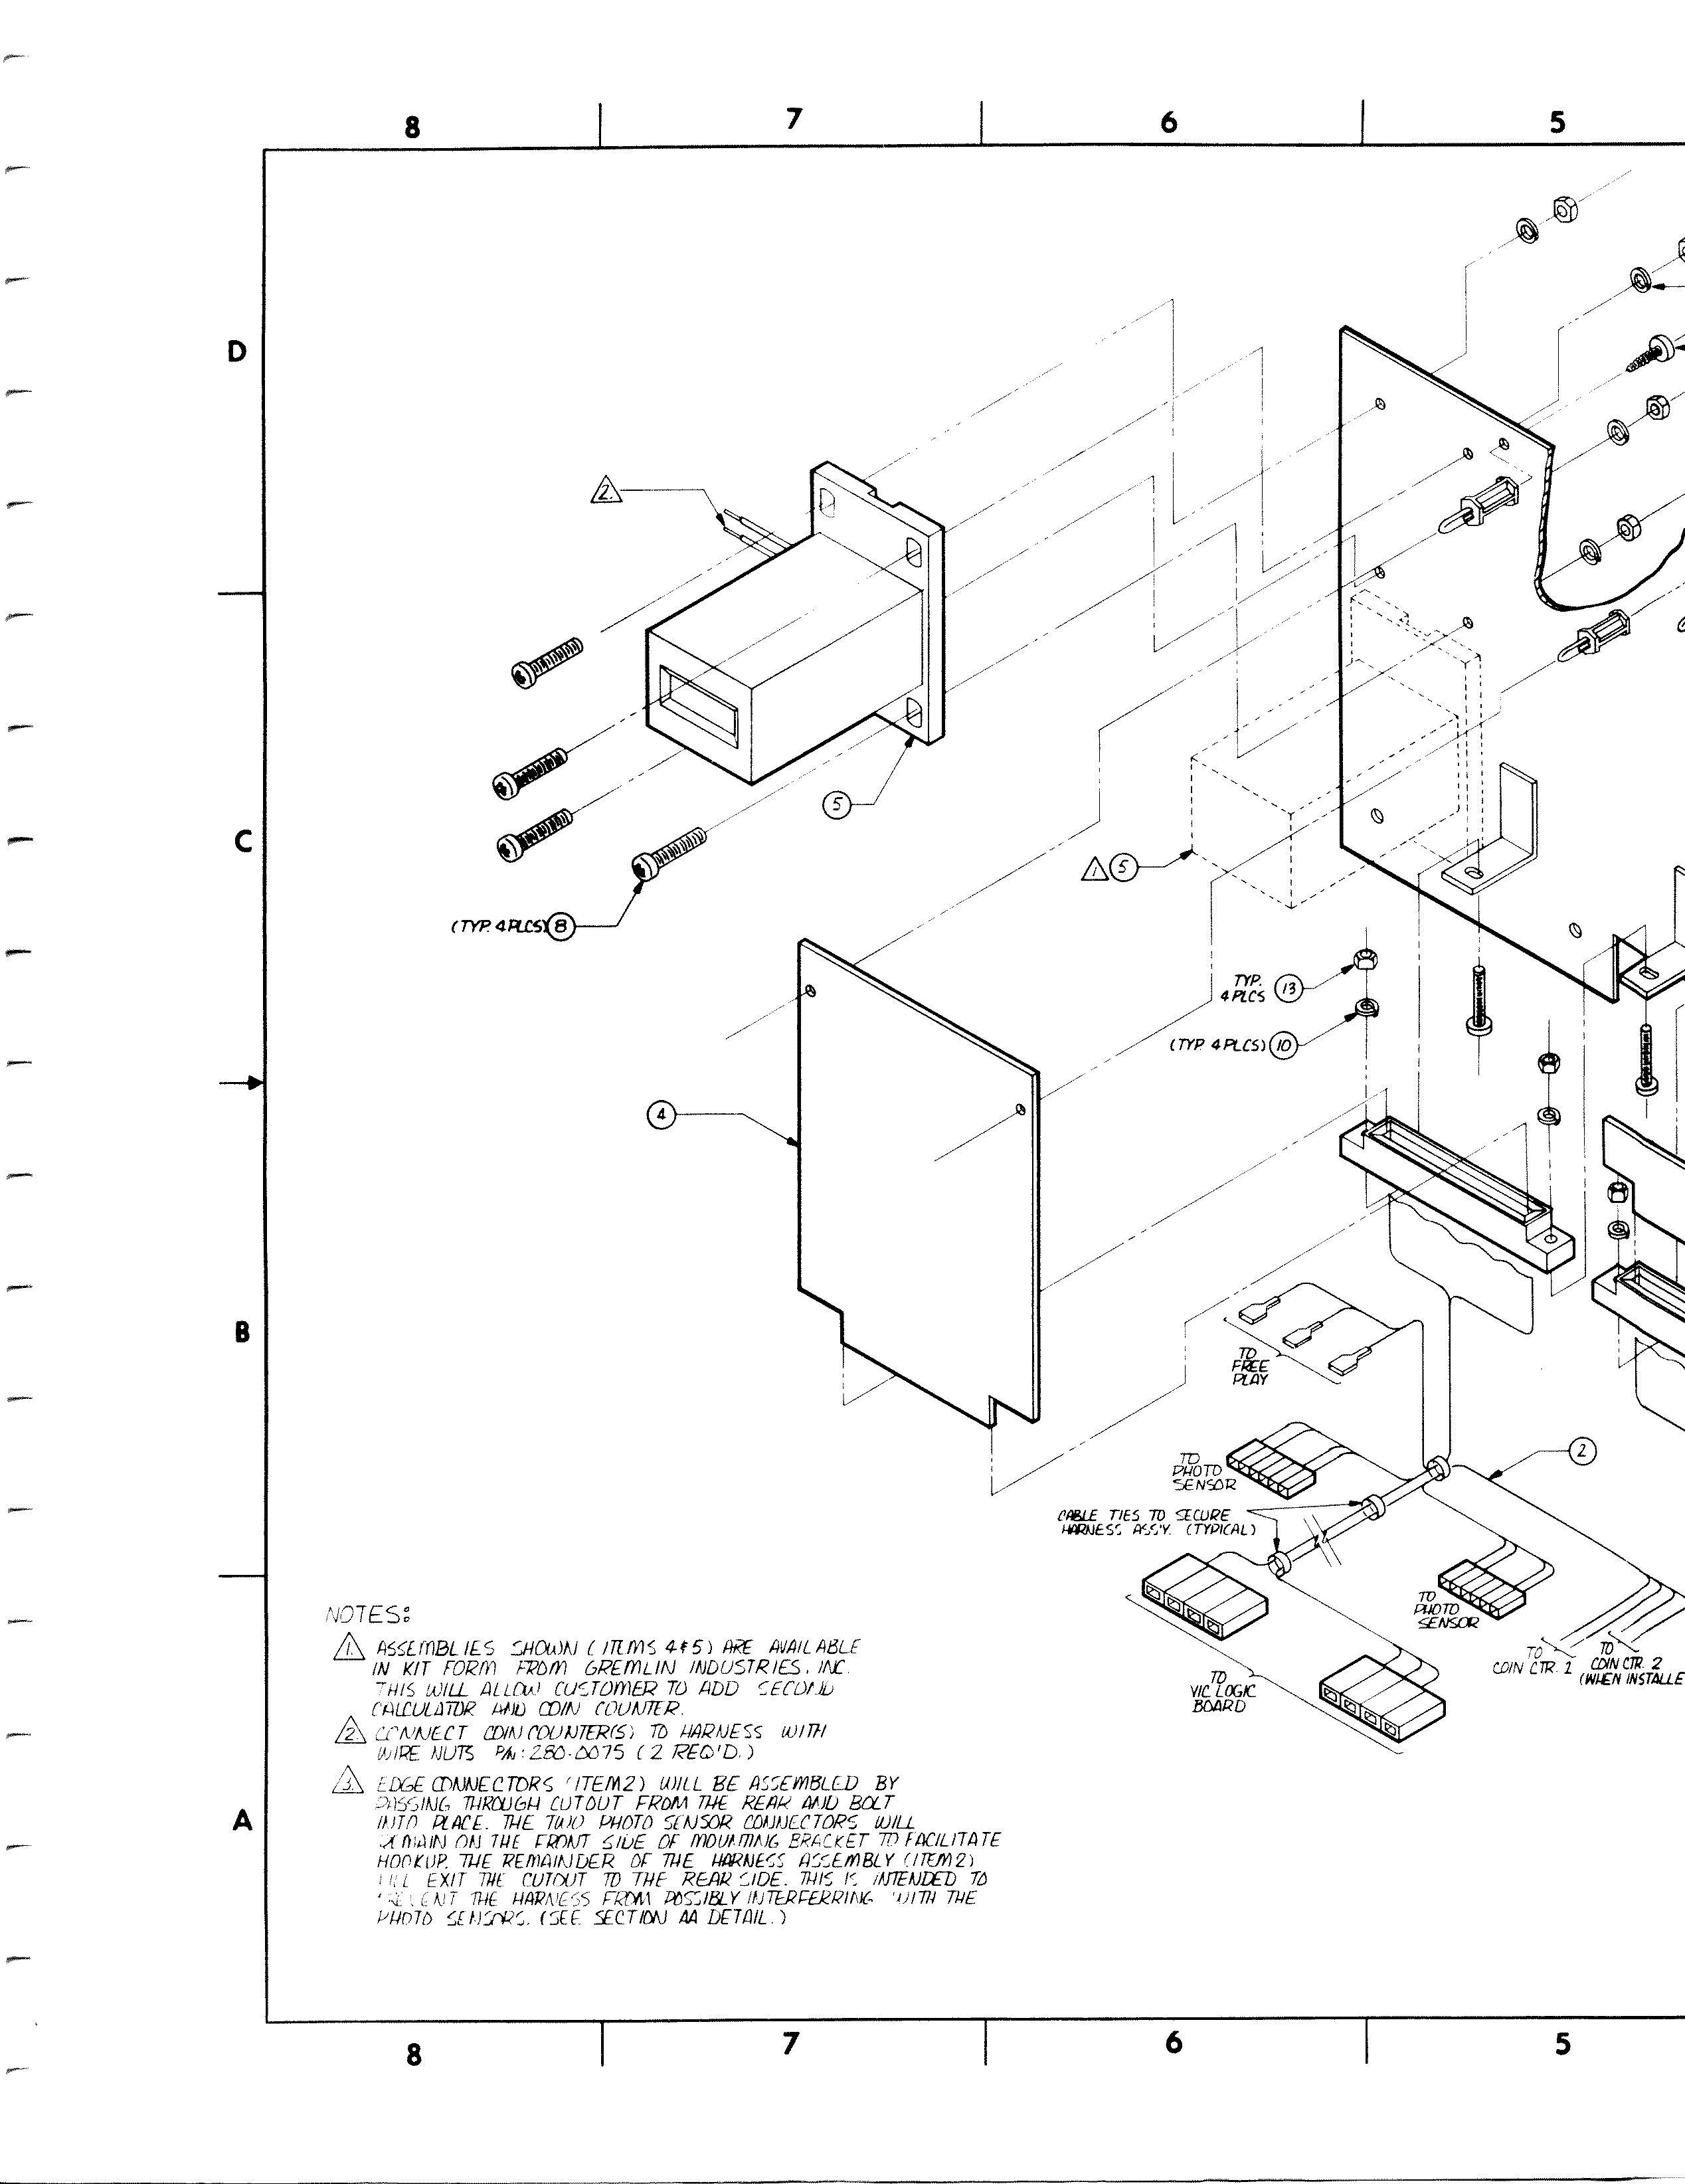 8 7 6 5
D
2.
5
C
1 5
(TYP. 4 PLCS) 8
TYP.
4 PLCS 13
(TYP. 4 PLCS) 10
4
B
TO
FREE
PLAY
2
TO
PHOTO
SENSOR
CABLE TIES TO SECURE
HARNESS ASS'Y. (TYPICAL)
TO
PHOTO
SENSOR
TO
COIN CTR. 1
TO
COIN CTR. 2
(WHEN INSTALLE
TO
VIC LOGIC
BOARD
NOTES:
1. ASSEMBLIES SHOWN (ITEMS 4&5) ARE AVAILABLE
IN KIT FORM FROM GREMLIN INDUSTRIES, INC.
THIS WILL ALLOW CUSTOMER TO ADD SECOND
CALCULATOR AND COIN COUNTER.
2. CONNECT COIN COUNTER(S) TO HARNESS WITH
WIRE NUTS P/N: 280-0075 (2 REQ'D.)
3. EDGE CONNECTORS (ITEM2) WILL BE ASSEMBLED BY
PASSING THROUGH CUTOUT FROM THE REAR AND BOLT
INTO PLACE. THE TWO PHOTO SENSOR CONNECTORS WILL
REMAIN ON THE FRONT SIDE OF MOUNTING BRACKET TO FACILITATE
HOOKUP. THE REMAINDER OF THE HARNESS ASSEMBLY (ITEM2)
WILL EXIT THE CUTOUT TO THE REAR SIDE. THIS IS INTENDED TO
PREVENT THE HARNESS FROM POSSIBLY INTERFERRING WITH THE
PHOTO SENSORS. (SEE SECTION AA DETAIL.)
A
8 7 6 5